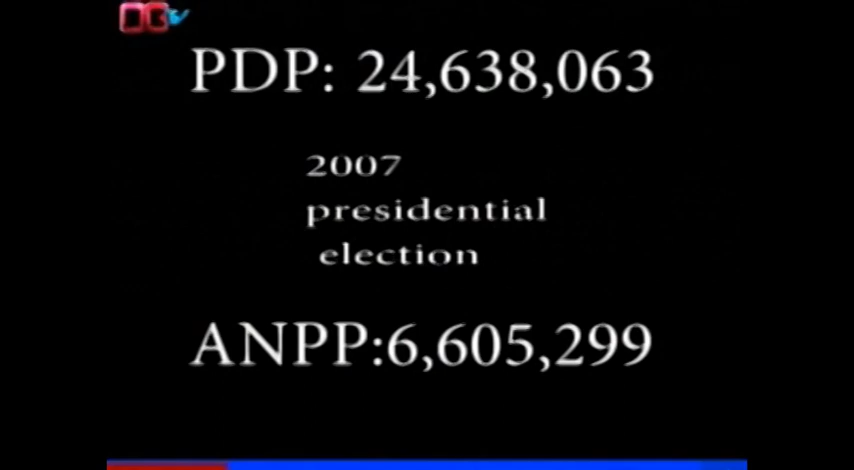 PDP: 24,638,063
2007
presidential
election
ANPP:6,605,299